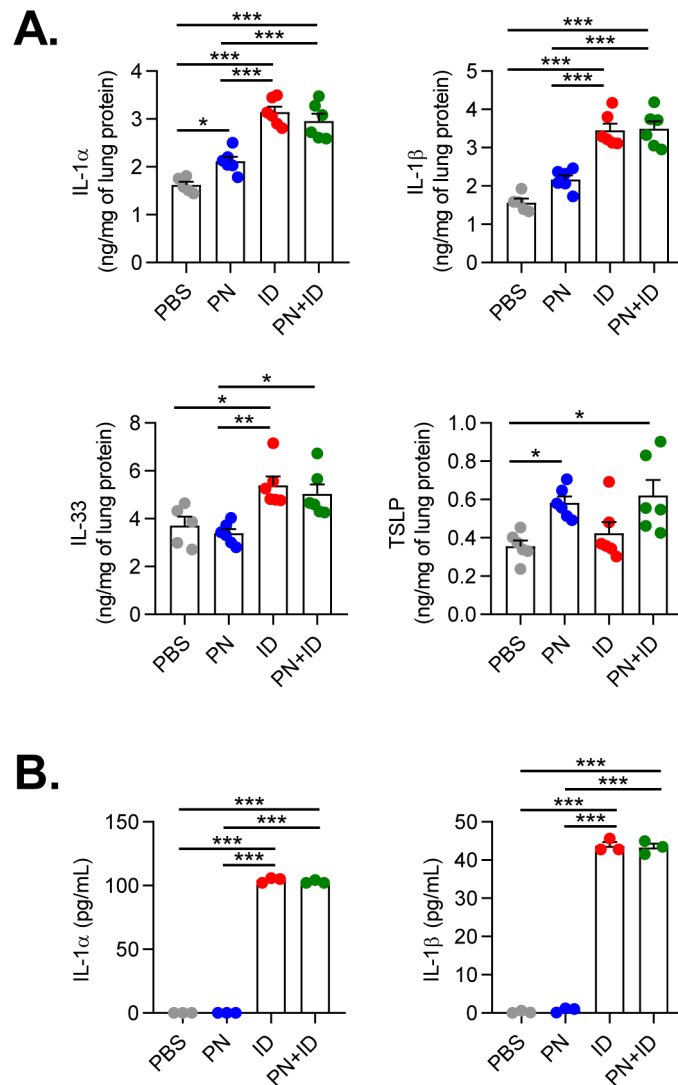 A.
***
***
***
***
*
IL-1α
(ng/mg of lung protein)
4
3
2
1
0
PBS
PN
ID
PN+ID
***
***
***
***
IL-1β
(ng/mg of lung protein)
5
4
3
2
1
0
PBS
PN
ID
PN+ID
*
*
**
IL-33
(ng/mg of lung protein)
8
6
4
2
0
PBS
PN
ID
PN+ID
*
*
TSLP
(ng/mg of lung protein)
1.0
0.8
0.6
0.4
0.2
0.0
PBS
PN
ID
PN+ID
B.
***
***
***
***
IL-1α (pg/mL)
150
100
50
0
PBS
PN
ID
PN+ID
***
***
***
***
IL-1β (pg/mL)
50
40
30
20
10
0
PBS
PN
ID
PN+ID